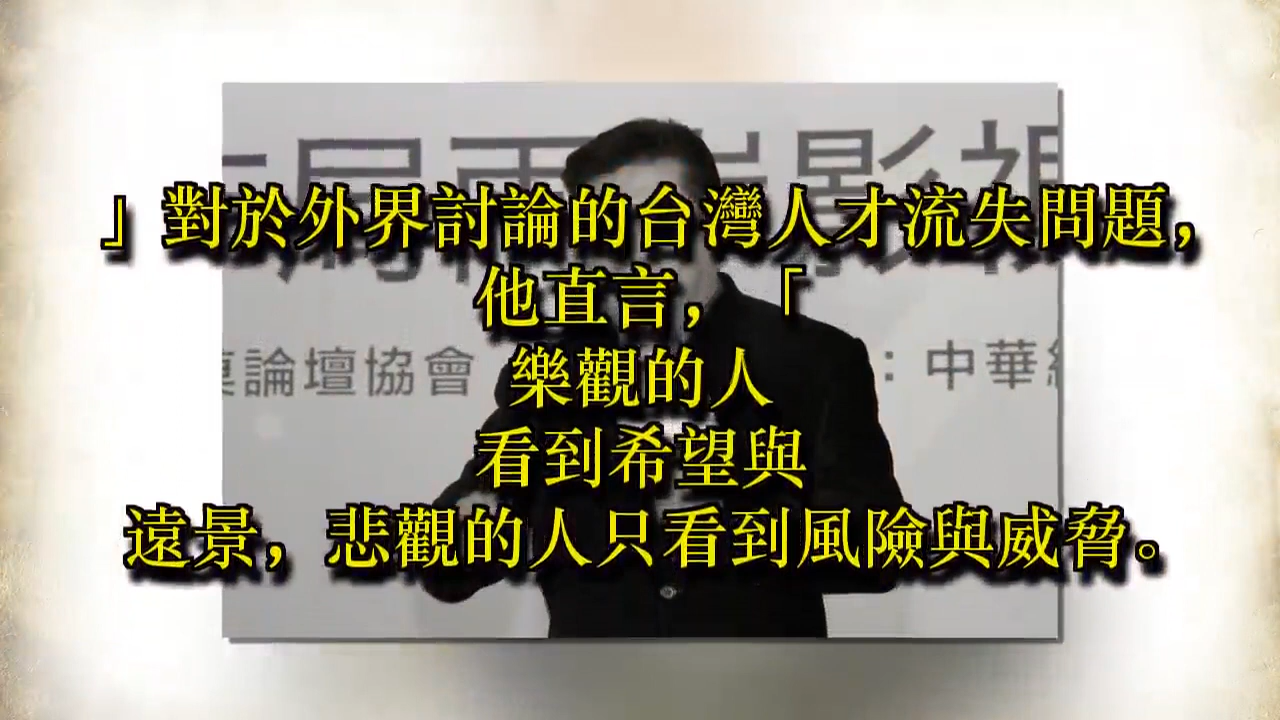 影視
」對於外界討論的台灣人才流失問題，
他直言，「
論壇協會
：中華
樂觀的人
看到希望與
遠景，悲觀的人只看到風險與威脅。